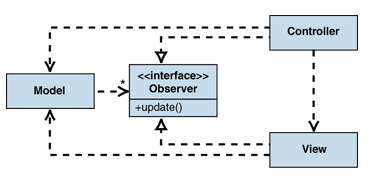 Controller
<<interface>>
Observer
*
Model
+update()
View